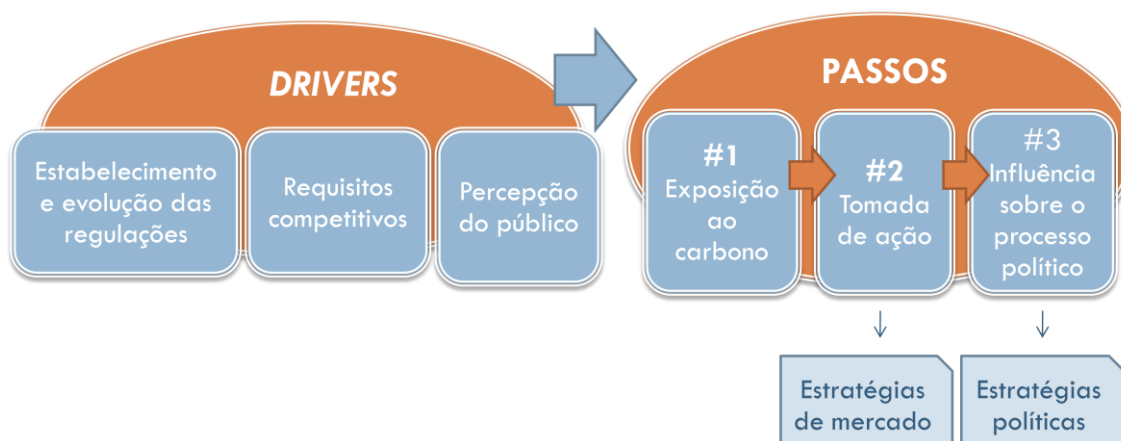 DRIVERS
Estabelecimento
e evolução das
regulações
Requisitos
competitivos
Percepção
do público
PASSOS
#1
Exposição
ao
carbono
#2
Tomada
de ação
#3
Influência
sobre o
processo
político
Estratégias
de mercado
Estratégias
políticas